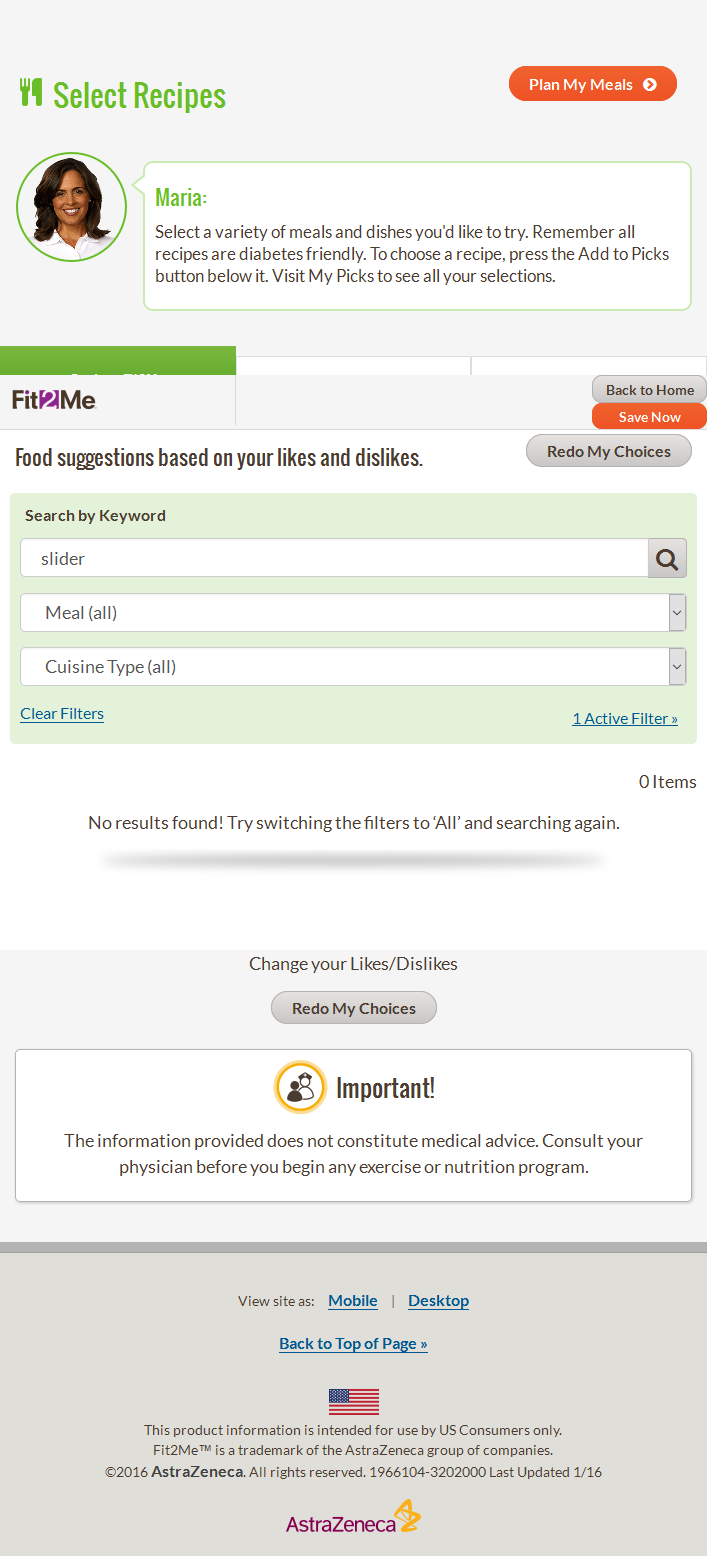 Select Recipes
Plan My Meals
Maria:
Select a variety of meals and dishes you'd like to try. Remember all
recipes are diabetes friendly. To choose a recipe, press the Add to Picks
button below it. Visit My Picks to see all your selections.
Fit2Me
Back to Home
Save Now
Food suggestions based on your likes and dislikes.
Redo My Choices
Search by Keyword
slider
Meal (all)
Cuisine Type (all)
Clear Filters
1 Active Filter »
0 Items
No results found! Try switching the filters to ‘All’ and searching again.
Change your Likes/Dislikes
Redo My Choices
Important!
The information provided does not constitute medical advice. Consult your
physician before you begin any exercise or nutrition program.
View site as: Mobile | Desktop
Back to Top of Page »
This product information is intended for use by US Consumers only.
Fit2Me™ is a trademark of the AstraZeneca group of companies.
©2016 AstraZeneca. All rights reserved. 1966104-3202000 Last Updated 1/16
AstraZeneca